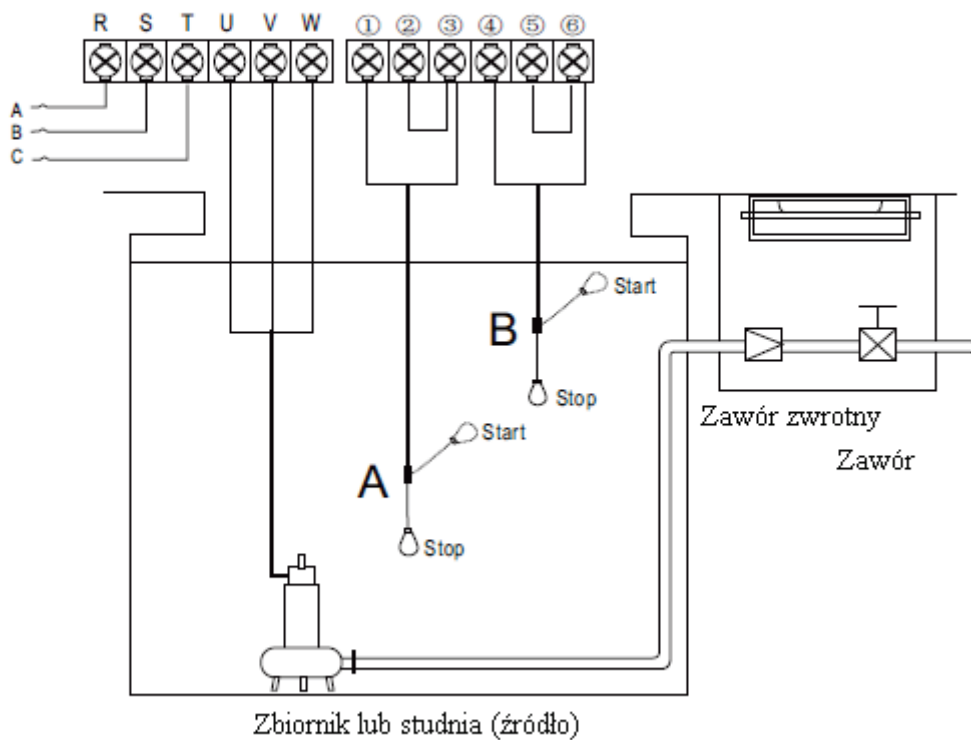 R S T U V W ① ② ③ ④ ⑤ ⑥
A
B
C
Start
B
Stop
Start
A
Stop
Zawór zwrotny
Zawór
Zbiornik lub studnia (źródło)